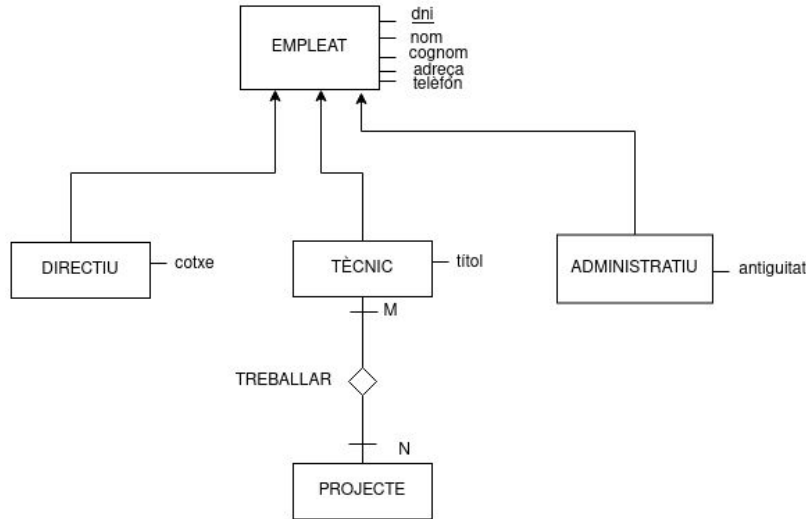 dni
EMPLEAT
nom
cognom
adreça
telèfon
DIRECTIU
cotxe
TÈCNIC
títol
ADMINISTRATIU
antiguitat
M
TREBALLAR
N
PROJECTE